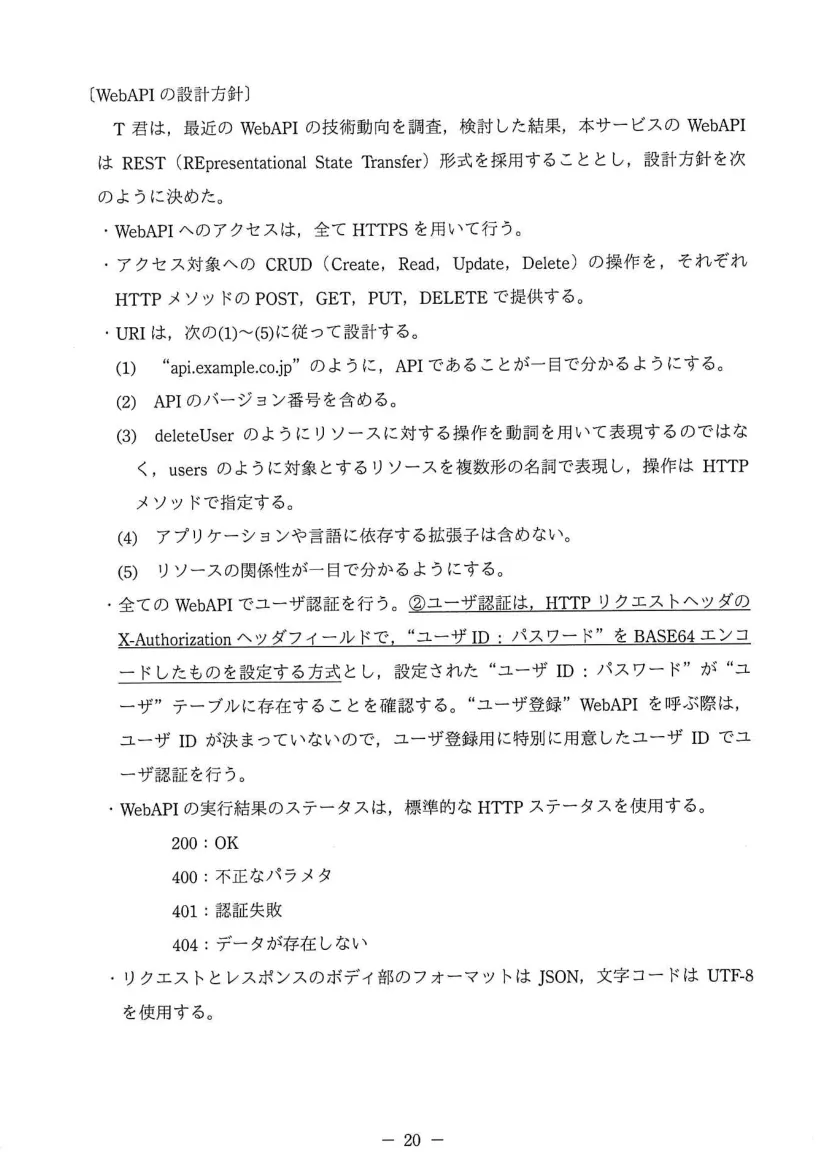 〔WebAPI の設計方針〕
T 君は，最近の WebAPI の技術動向を調査，検討した結果，本サービスの WebAPI
は REST（REpresentational State Transfer）形式を採用することとし，設計方針を次
のように決めた。
・WebAPI へのアクセスは，全て HTTPS を用いて行う。
・アクセス対象への CRUD（Create，Read，Update，Delete）の操作を，それぞれ
HTTP メソッドの POST，GET，PUT，DELETE で提供する。
・URI は，次の(1)～(5)に従って設計する。
(1) “api.example.co.jp” のように，API であることが一目で分かるようにする。
(2) API のバージョン番号を含める。
(3) deleteUser のようにリソースに対する操作を動詞を用いて表現するのではな
く，users のように対象とするリソースを複数形の名詞で表現し，操作は HTTP
メソッドで指定する。
(4) アプリケーションや言語に依存する拡張子は含めない。
(5) リソースの関係性が一目で分かるようにする。
・全ての WebAPI でユーザ認証を行う。②ユーザ認証は，HTTP リクエストヘッダの
X-Authorization ヘッダフィールドで，“ユーザ ID：パスワード” を BASE64 エンコ
ードしたものを設定する方式とし，設定された “ユーザ ID：パスワード” が “ユ
ーザ” テーブルに存在することを確認する。“ユーザ登録” WebAPI を呼ぶ際は，
ユーザ ID が決まっていないので，ユーザ登録用に特別に用意したユーザ ID でユ
ーザ認証を行う。
・WebAPI の実行結果のステータスは，標準的な HTTP ステータスを使用する。
200：OK
400：不正なパラメタ
401：認証失敗
404：データが存在しない
・リクエストとレスポンスのボディ部のフォーマットは JSON，文字コードは UTF-8
を使用する。
－ 20 －